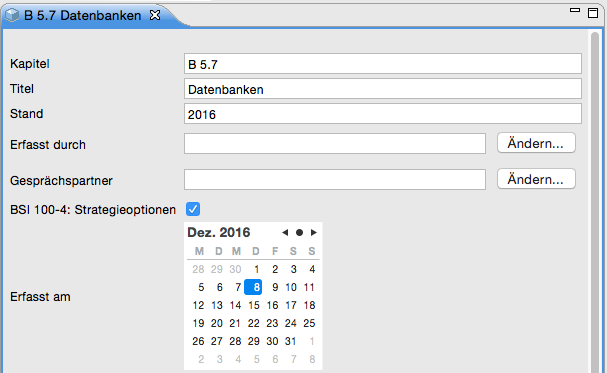 B 5.7 Datenbanken
Kapitel B 5.7
Titel Datenbanken
Stand 2016
Erfasst durch Ändern...
Gesprächspartner Ändern...
BSI 100-4: Strategieoptionen
Dez. 2016
M D M D F S S
28 29 30 1 2 3 4
5 6 7 8 9 10 11
12 13 14 15 16 17 18
Erfasst am
19 20 21 22 23 24 25
26 27 28 29 30 31 1
2 3 4 5 6 7 8